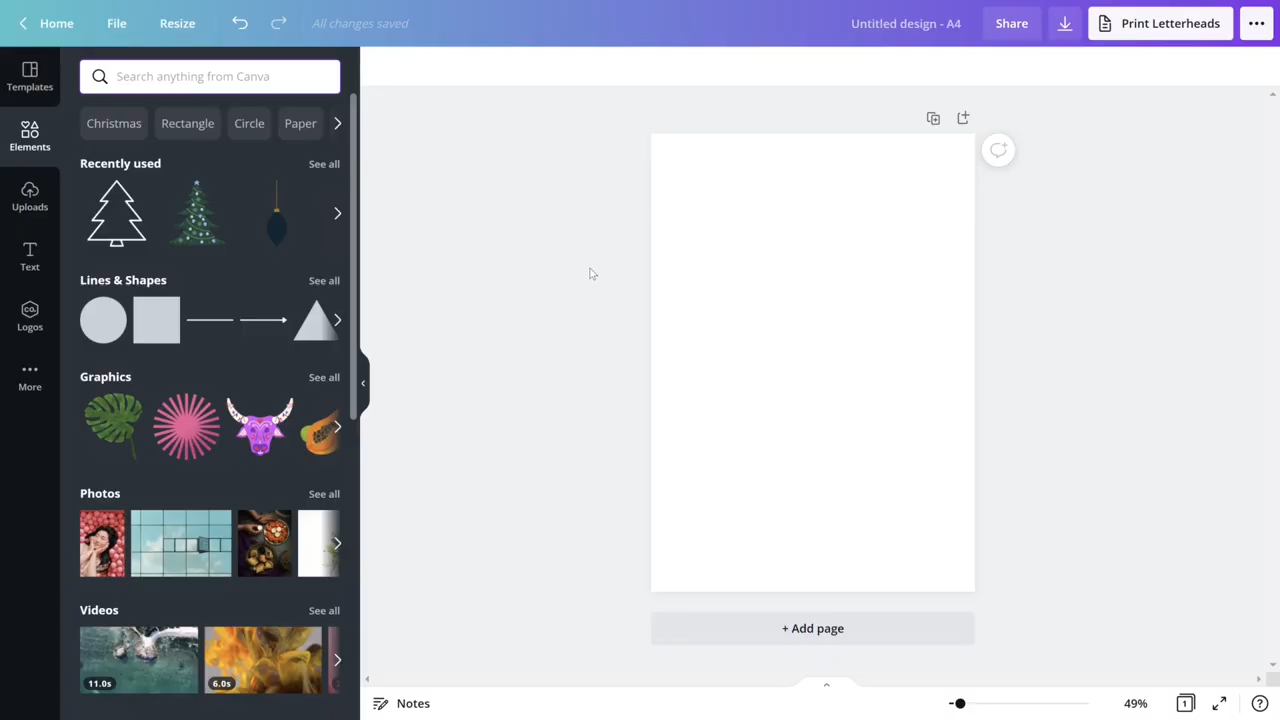 Home File Resize All changes saved Untitled design - A4 Share Print Letterheads
Templates
Elements
Uploads
Text
CO.
Logos
More
Search anything from Canva
Christmas Rectangle Circle Paper
Recently used See all
Lines & Shapes See all
Graphics See all
Photos See all
Videos See all
11.0s 6.0s
+ Add page
Notes 49% 1 ?